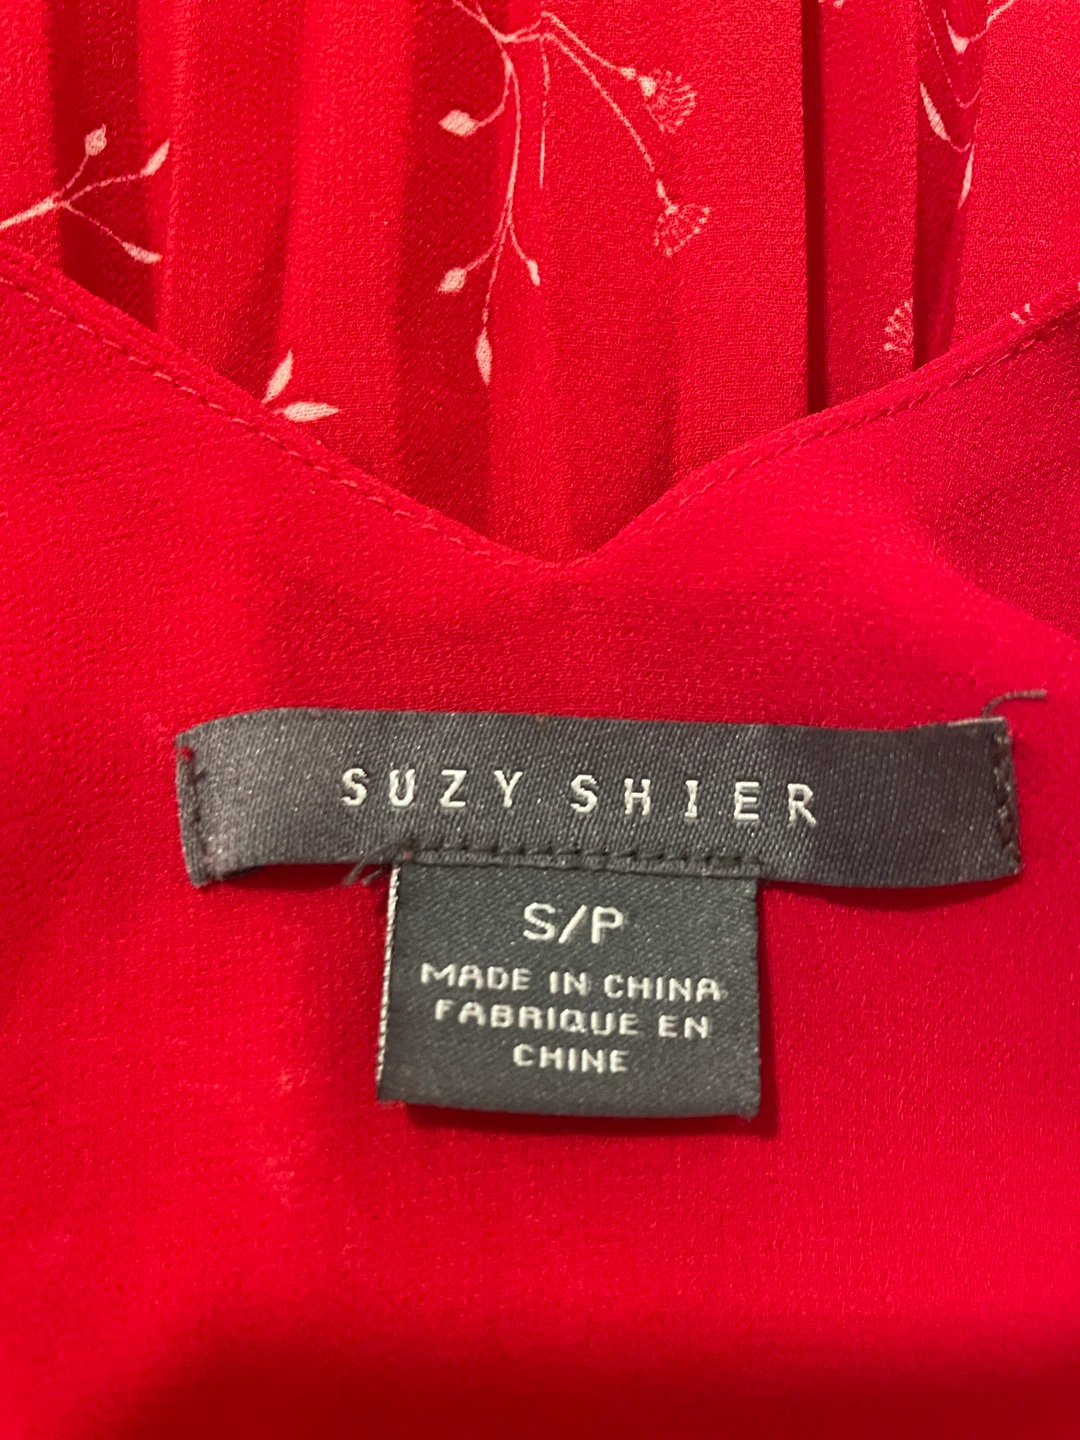 SUZY SHIER
S/P
MADE IN CHINA
FABRIQUE EN
CHINE